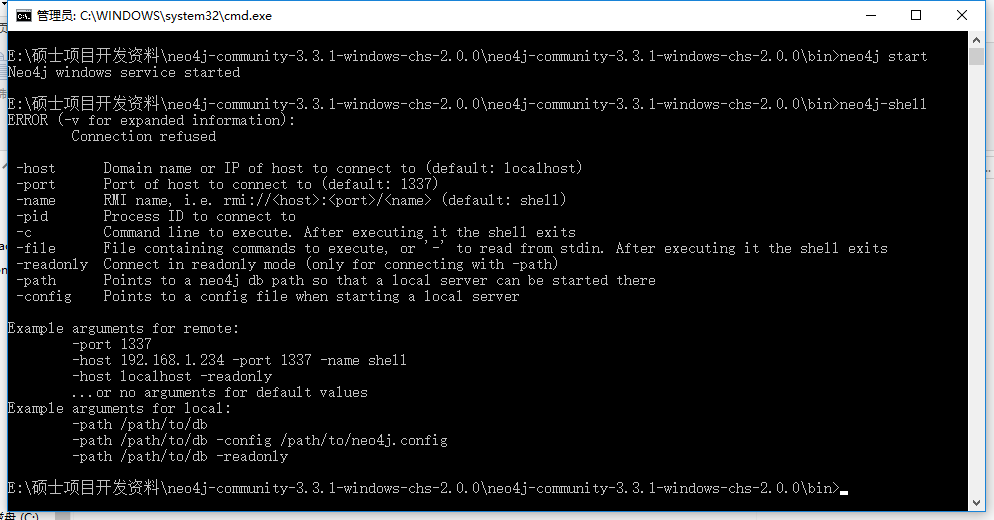 管理员: C:\WINDOWS\system32\cmd.exe
E:\硕士项目开发资料\neo4j-community-3.3.1-windows-chs-2.0.0\neo4j-community-3.3.1-windows-chs-2.0.0\bin>neo4j start
Neo4j windows service started
E:\硕士项目开发资料\neo4j-community-3.3.1-windows-chs-2.0.0\neo4j-community-3.3.1-windows-chs-2.0.0\bin>neo4j-shell
ERROR (-v for expanded information):
Connection refused
-host Domain name or IP of host to connect to (default: localhost)
-port Port of host to connect to (default: 1337)
-name RMI name, i.e. rmi://<host>:<port>/<name> (default: shell)
-pid Process ID to connect to
-c Command line to execute. After executing it the shell exits
-file File containing commands to execute, or '-' to read from stdin. After executing it the shell exits
-readonly Connect in readonly mode (only for connecting with -path)
-path Points to a neo4j db path so that a local server can be started there
-config Points to a config file when starting a local server
Example arguments for remote:
-port 1337
-host 192.168.1.234 -port 1337 -name shell
-host localhost -readonly
...or no arguments for default values
Example arguments for local:
-path /path/to/db
-path /path/to/db -config /path/to/neo4j.config
-path /path/to/db -readonly
E:\硕士项目开发资料\neo4j-community-3.3.1-windows-chs-2.0.0\neo4j-community-3.3.1-windows-chs-2.0.0\bin>